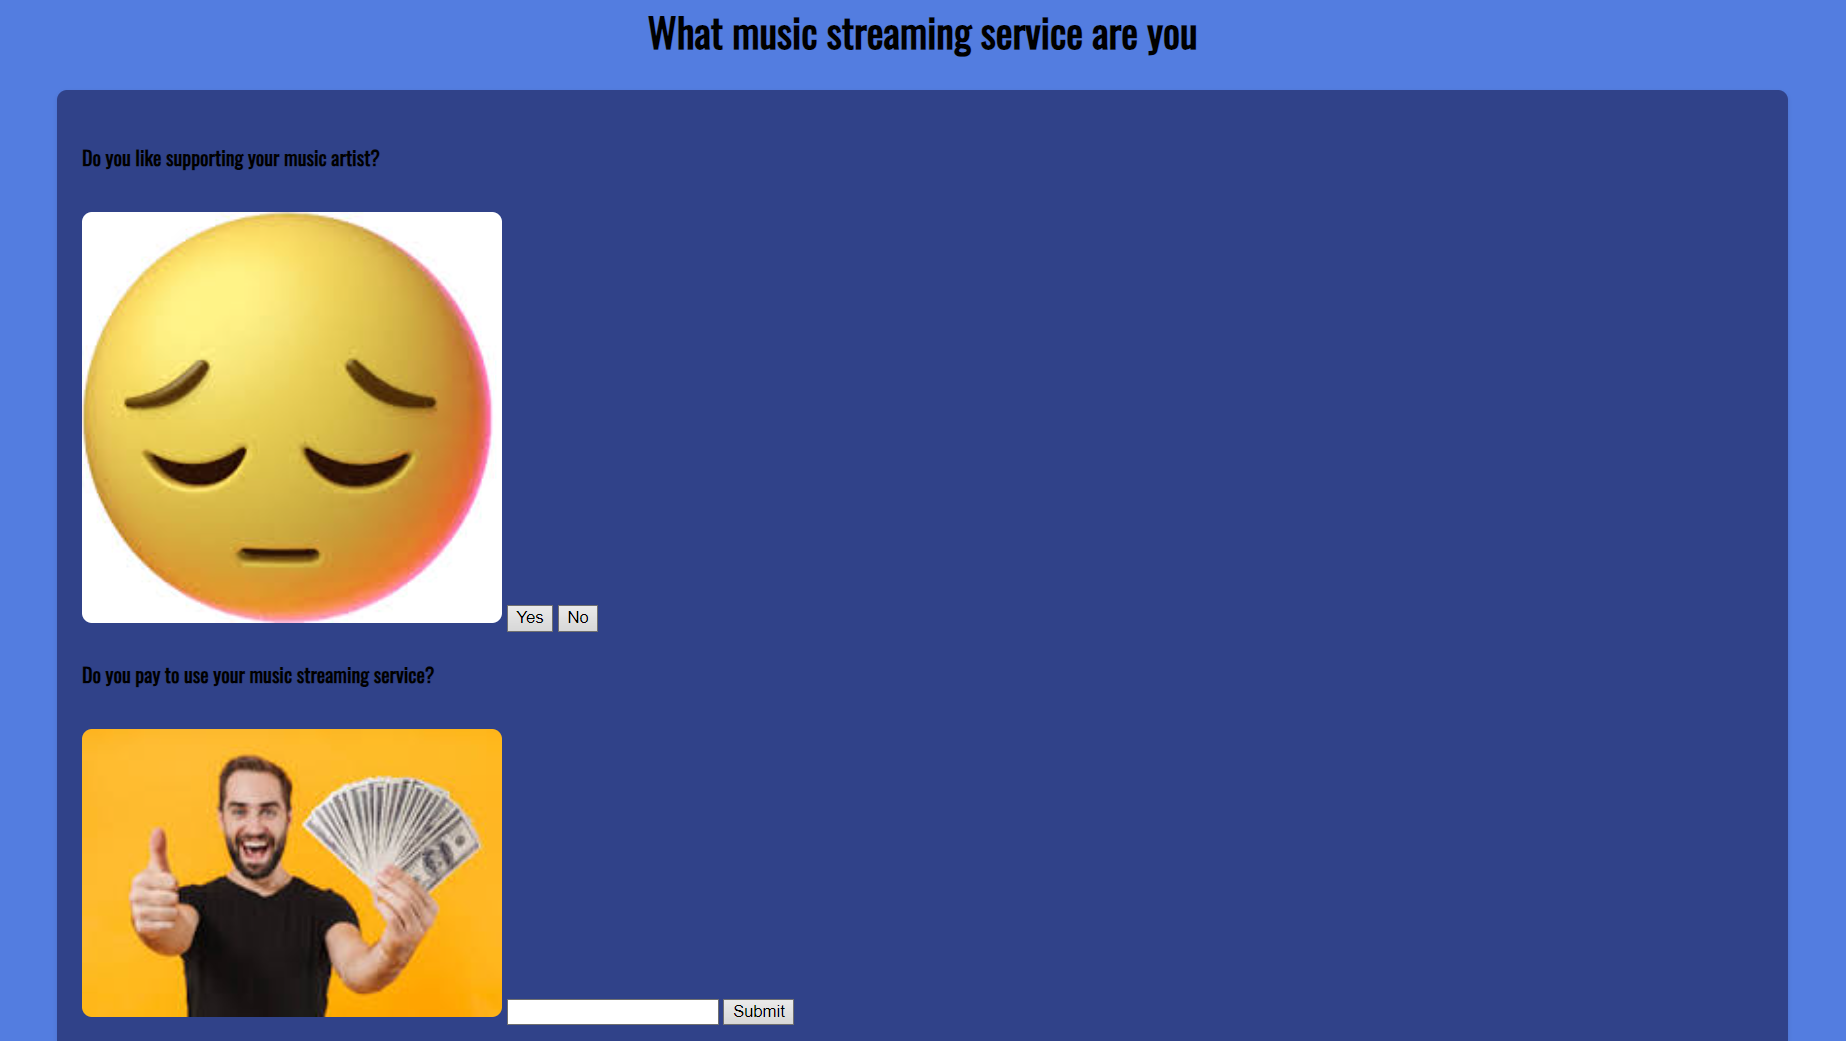 What music streaming service are you
Do you like supporting your music artist?
Yes No
Do you pay to use your music streaming service?
Submit